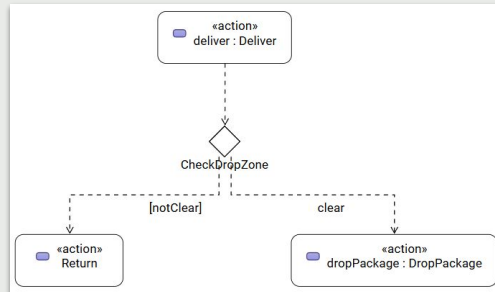 «action»
deliver : Deliver
CheckDropZone
[notClear]
clear
«action»
Return
«action»
dropPackage : DropPackage